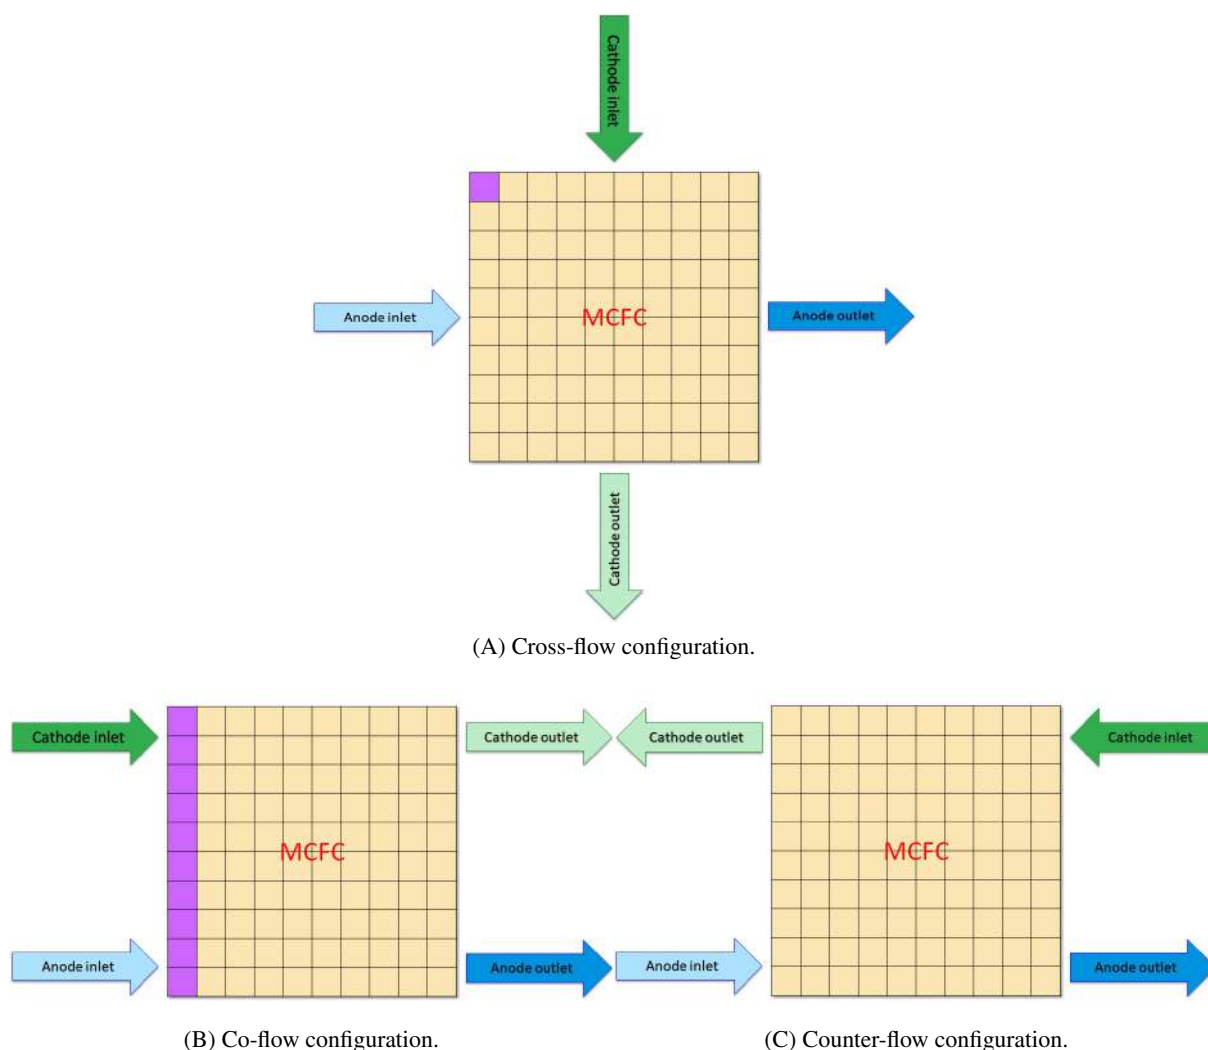 Cathode inlet
Anode inlet
MCFC
Anode outlet
Cathode outlet
(A) Cross-flow configuration.
Cathode inlet
Cathode outlet
MCFC
Anode inlet
Anode outlet
(B) Co-flow configuration.
Cathode outlet
Cathode inlet
MCFC
Anode inlet
Anode outlet
(C) Counter-flow configuration.